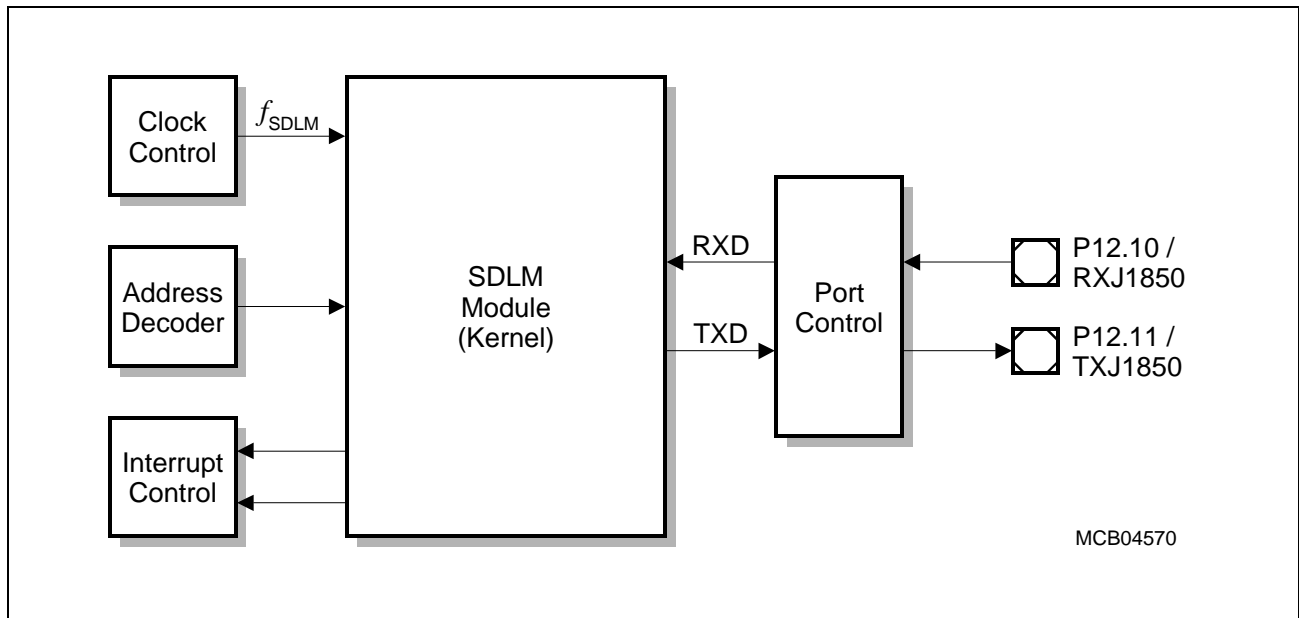 Clock
Control
fSDLM
Address
Decoder
Interrupt
Control
SDLM
Module
(Kernel)
RXD
TXD
Port
Control
P12.10 /
RXJ1850
P12.11 /
TXJ1850
MCB04570